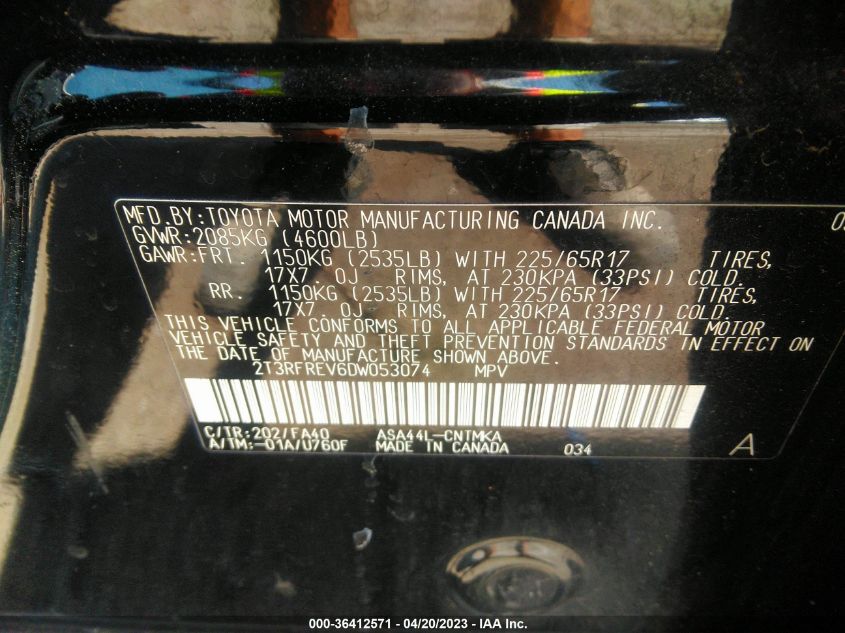 MFD.BY:TOYOTA MOTOR MANUFACTURING CANADA INC.
GVWR:2085KG (4600LB)
GAWR:FRT. 1150KG (2535LB) WITH 225/65R17 TIRES,
17X7. 0J RIMS, AT 230KPA (33PSI) COLD.
RR. 1150KG (2535LB) WITH 225/65R17 TIRES,
17X7 0J RIMS, AT 230KPA (33PSI) COLD.
THIS VEHICLE CONFORMS TO ALL APPLICABLE FEDERAL MOTOR
VEHICLE SAFETY AND THEFT PREVENTION STANDARDS IN EFFECT ON
THE DATE OF MANUFACTURE SHOWN ABOVE.
2T3RFREV6DW053074 MPV
C/TR:202/FA40 ASA44L-CNTMKA
A/TM:-01A/U760F MADE IN CANADA 034 A
000-36412571 - 04/20/2023 - IAA Inc.